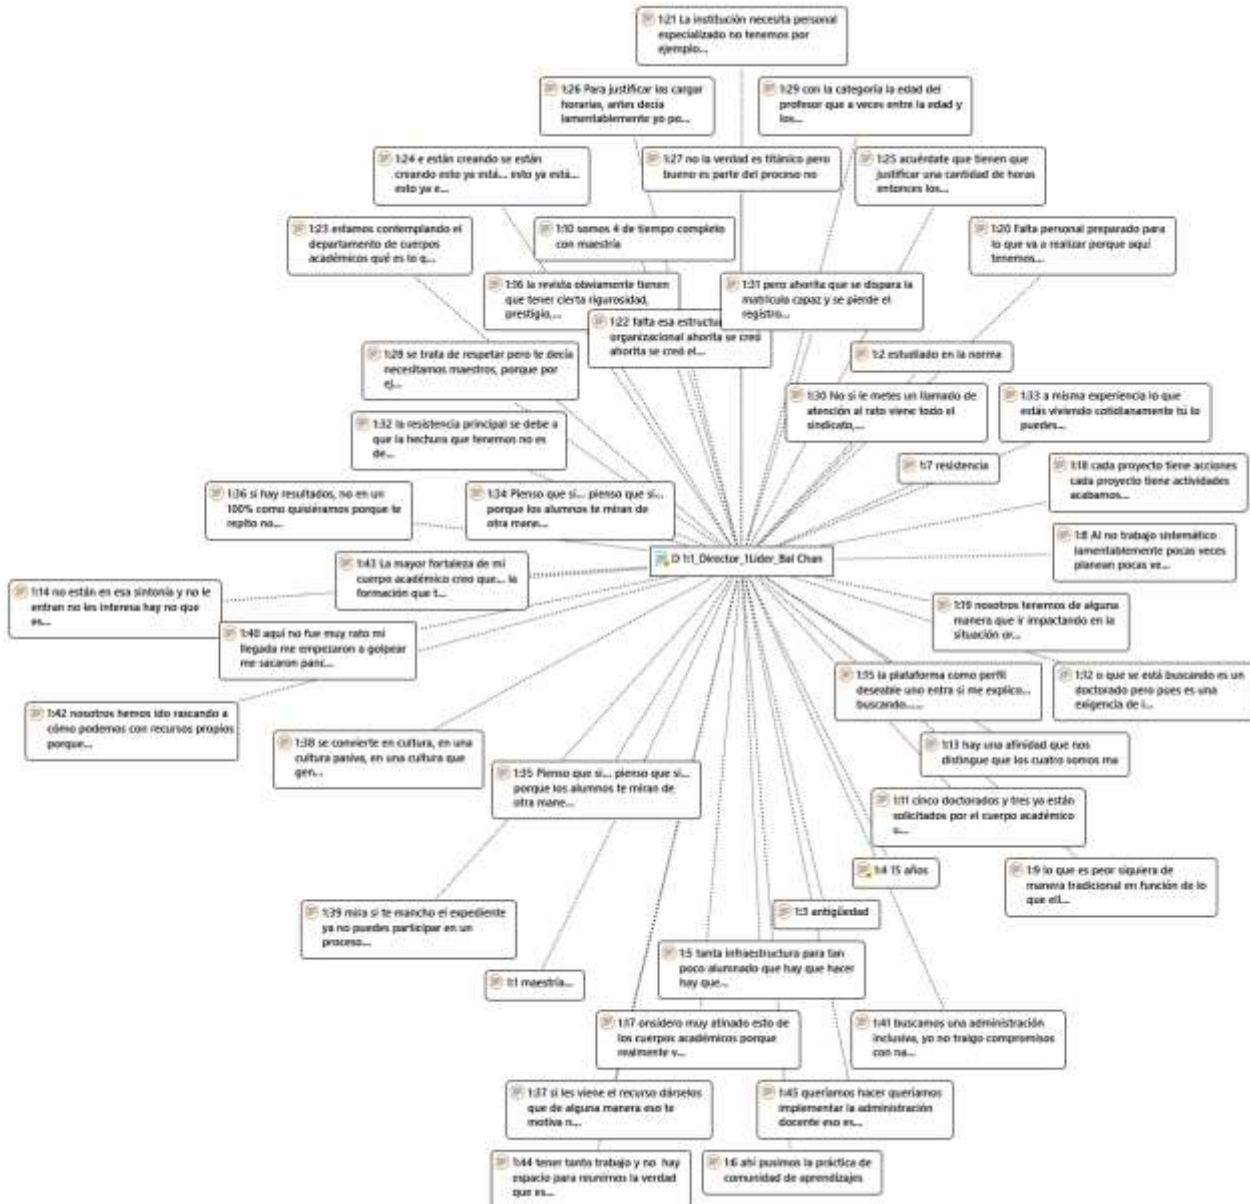 1:21 La institución necesita personal
especializado no tenemos por
ejemplo...
1:26 Para justificar las cargar
horarias, antes decía
lamentablemente yo po...
1:29 con la categoría la edad del
profesor que a veces entre la edad y
los...
1:24 e están creando se están
creando esto ya está... esto ya está...
esto ya e...
1:27 no la verdad es titánico pero
bueno es parte del proceso no
1:25 acuérdate que tienen que
justificar una cantidad de horas
entonces los...
1:23 estamos contemplando el
departamento de cuerpos
académicos qué es lo q...
1:10 somos 4 de tiempo completo
con maestría
1:20 Falta personal preparado para
lo que va a realizar porque aquí
tenemos...
1:16 la revista obviamente tienen
que tener cierta rigurosidad,
prestigio,...
1:31 pero ahorita que se dispara la
matrícula capaz y se pierde el
registro...
1:22 falta esa estructu
organizacional ahorita se creó
ahorita se creó el...
1:28 se trata de respetar pero te decía
necesitamos maestros, porque por
ej...
1:2 estudiado en la norma
1:30 No si le metes un llamado de
atención al rato viene todo el
sindicato,...
1:33 a misma experiencia lo que
estás viviendo cotidianamente tú lo
puedes...
1:32 la resistencia principal se debe a
que la hechura que tenemos no es
de...
1:7 resistencia
1:18 cada proyecto tiene acciones
cada proyecto tiene actividades
acabamos...
1:36 si hay resultados, no en un
100% como quisiéramos porque te
repito no...
1:34 Pienso que si... pienso que si...
porque los alumnos te miran de
otra mane...
1:8 Al no trabajo sistemático
lamentablemente pocas veces
planean pocas ve...
D 1:1_Director_1Lider_Bal Chan
1:43 La mayor fortaleza de mi
cuerpo académico creo que... la
formación que t...
1:14 no están en esa sintonía y no le
entran no les interesa hay no que
es...
1:19 nosotros tenemos de alguna
manera que ir impactando en la
situación or...
1:40 aquí no fue muy rato mi
llegada me empezaron a golpear
me sacaron panc...
1:15 la plataforma como perfil
deseable uno entra si me explico...
buscando......
1:12 o que se está buscando es un
doctorado pero pues es una
exigencia de i...
1:42 nosotros hemos ido rascando a
cómo podemos con recursos propios
porque...
1:38 se convierte en cultura, en una
cultura pasiva, en una cultura que
gen...
1:13 hay una afinidad que nos
distingue que los cuatro somos ma
1:35 Pienso que si... pienso que si...
porque los alumnos te miran de
otra mane...
1:11 cinco doctorados y tres ya están
solicitados por el cuerpo académico
o...
1:4 15 años
1:9 lo que es peor siquiera de
manera tradicional en función de lo
que ell...
1:39 mira si te mancho el expediente
ya no puedes participar en un
proceso...
1:3 antigüedad
1:5 tanta infraestructura para tan
poco alumnado que hay que hacer
hay que...
1:1 maestría...
1:17 onsidero muy atinado esto de
los cuerpos académicos porque
realmente v...
1:41 buscamos una administración
inclusiva, yo no traigo compromisos
con na...
1:37 si les viene el recurso dárselos
que de alguna manera eso te
motiva n...
1:45 queríamos hacer queríamos
implementar la administración
docente eso es...
1:44 tener tanto trabajo y no hay
espacio para reunirnos la verdad
que es...
1:6 ahí pusimos la práctica de
comunidad de aprendizajes